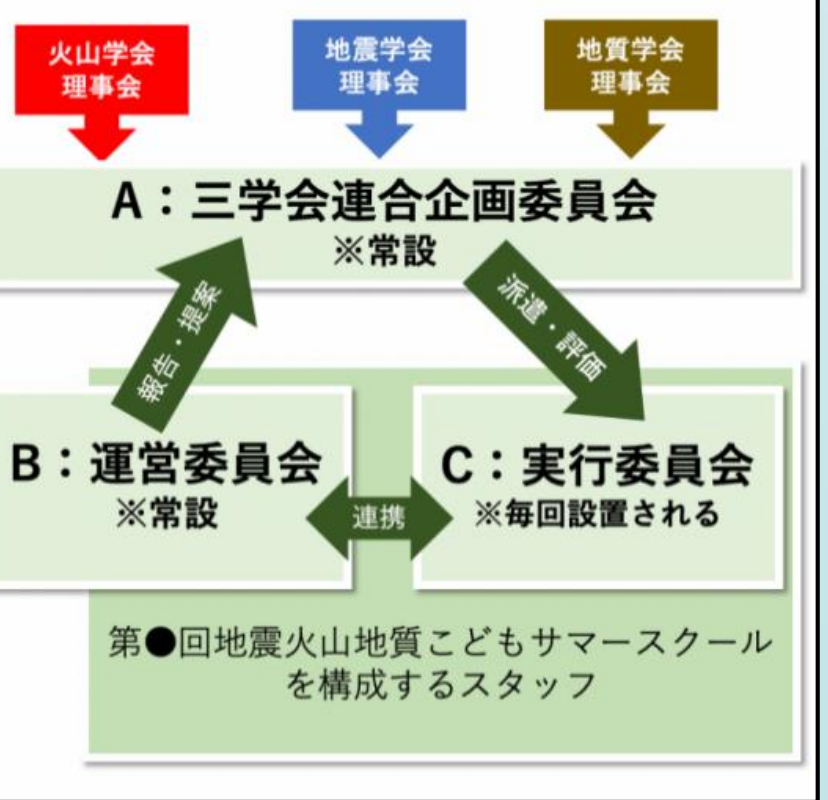 火山学会
理事会
地震学会
理事会
地質学会
理事会
A：三学会連合企画委員会
※常設
報告・提案
派遣・評価
B：運営委員会
※常設
連携
C：実行委員会
※毎回設置される
第●回地震火山地質こどもサマースクール
を構成するスタッフ